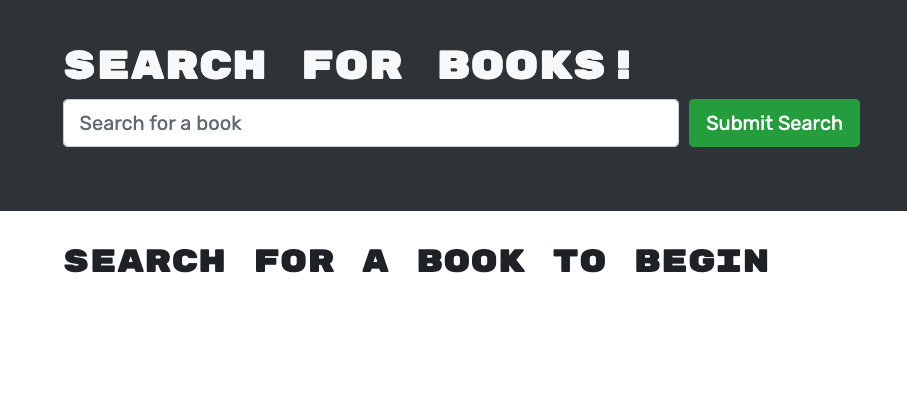 SEARCH FOR BOOKS!
Search for a book
Submit Search
SEARCH FOR A BOOK TO BEGIN